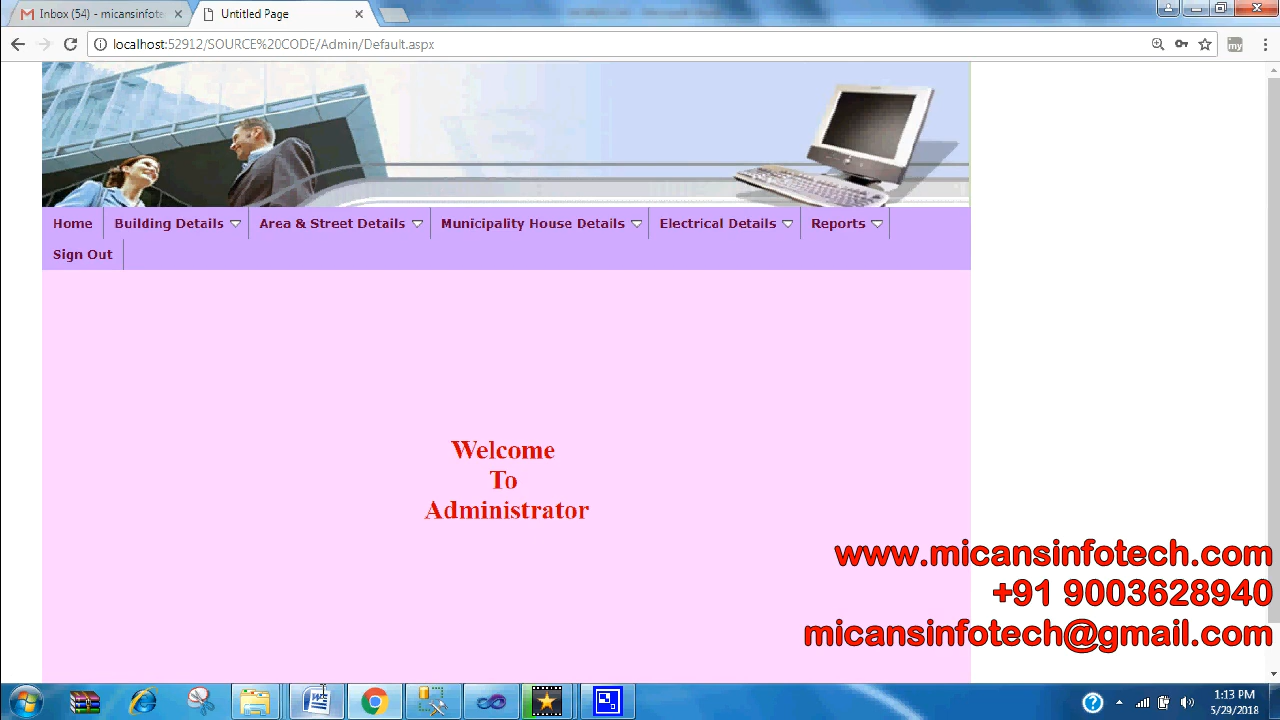 Inbox (54) - micansinfote
Untitled Page
localhost:52912/SOURCE%20CODE/Admin/Default.aspx
my
Home
Building Details
Area & Street Details
Municipality House Details
Electrical Details
Reports
Sign Out
Welcome
To
Administrator
www.micansinfotech.com
+91 9003628940
micansinfotech@gmail.com
1:13 PM
5/29/2018